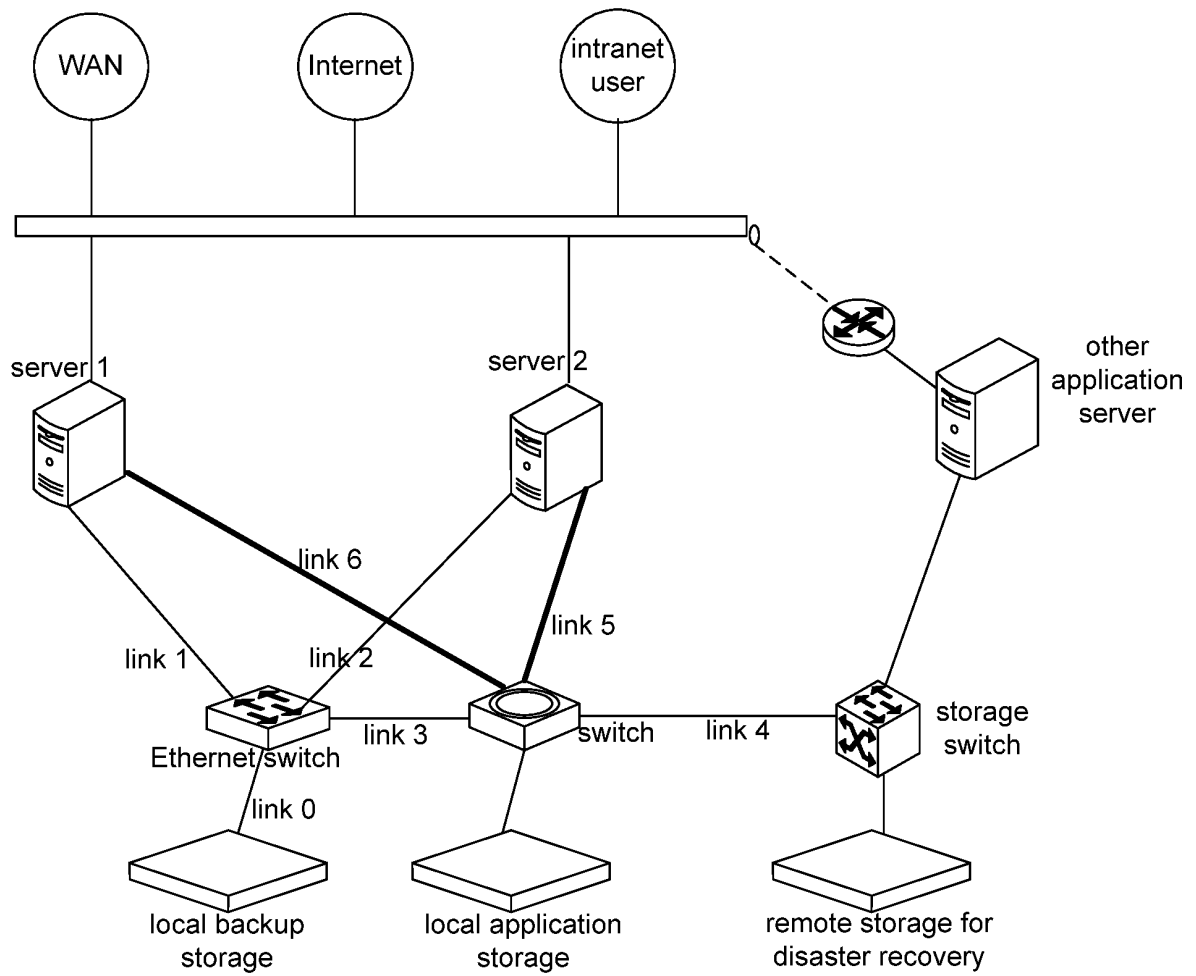 WAN
Internet
intranet
user
server 1
server 2
other
application
server
link 6
link 5
link 1
link 2
link 3
switch
link 4
storage
switch
Ethernet switch
link 0
local backup
storage
local application
storage
remote storage for
disaster recovery